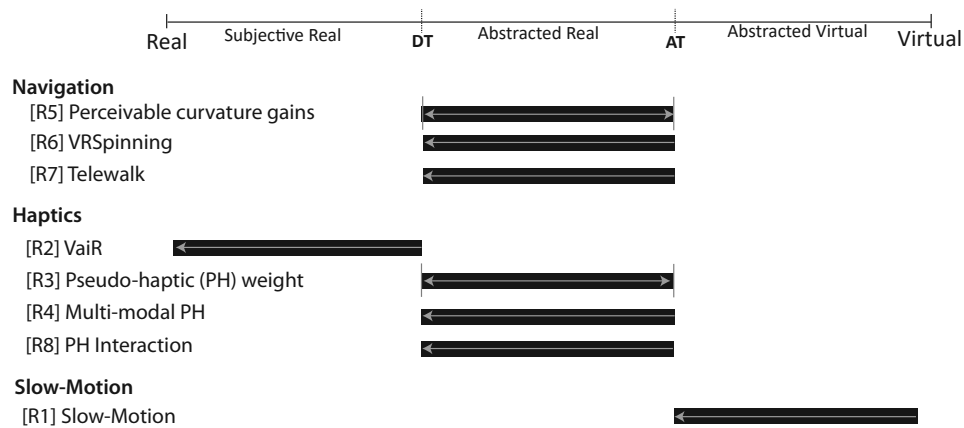 Real Subjective Real DT Abstracted Real AT Abstracted Virtual Virtual
Navigation
[R5] Perceivable curvature gains
[R6] VRSpinning
[R7] Telewalk
Haptics
[R2] VaiR
[R3] Pseudo-haptic (PH) weight
[R4] Multi-modal PH
[R8] PH Interaction
Slow-Motion
[R1] Slow-Motion